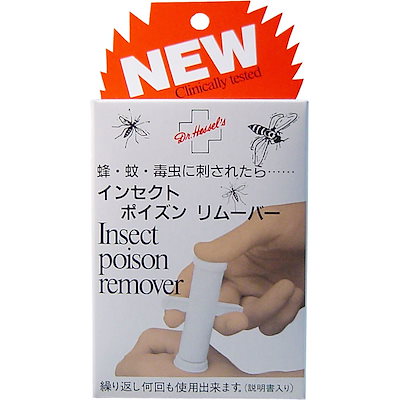 NEW
Clinically tested
Dr.Hessel's
蜂・蚊・毒虫に刺されたら……
インセクト
ポイズン リムーバー
Insect
poison
remover
繰り返し何回も使用出来ます。(説明書入り)